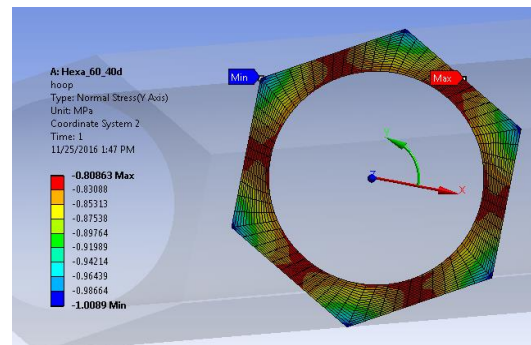 A: Hexa_60_40d
hoop
Type: Normal Stress(Y Axis)
Unit: MPa
Coordinate System 2
Time: 1
11/25/2016 1:47 PM
-0.80863 Max
-0.83088
-0.85313
-0.87538
-0.89764
-0.91989
-0.94214
-0.96439
-0.98664
-1.0089 Min
Min
Max
Y
Z
X